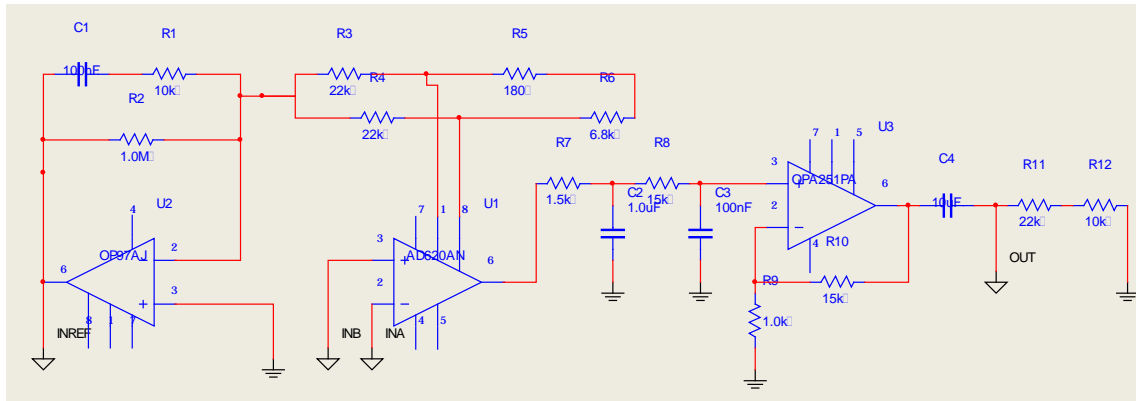 C1
100nF
R1
10k
R2
1.0M
R3
22k
R4
22k
R5
180
R6
6.8k
U2
OP97AJ
4
2
3
6
8
1
7
INREF
U1
AD620AN
7
1
8
3
2
6
4
5
INB
INA
R7
1.5k
C2
1.0uF
R8
15k
C3
100nF
U3
OPA251PA
7
1
5
3
2
6
4
R10
15k
R9
1.0k
C4
10uF
OUT
R11
22k
R12
10k